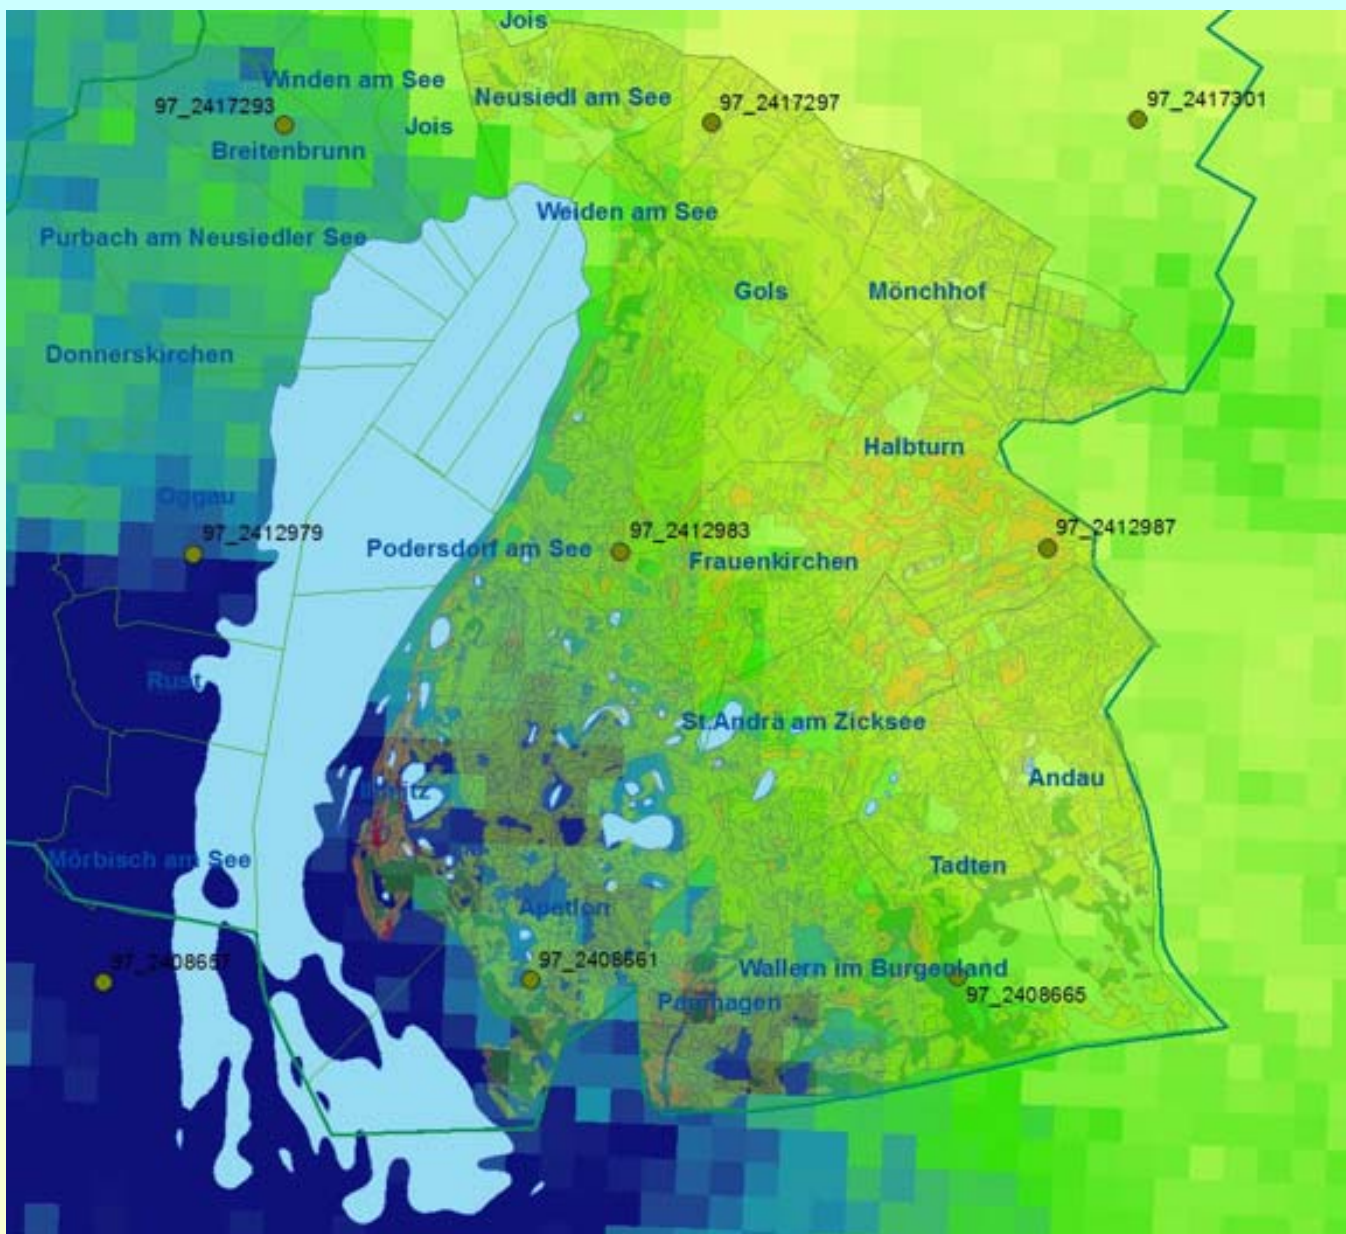 Jois
Winden am See
Neusiedl am See
97_2417293
97_2417297
97_2417301
Jois
Breitenbrunn
Weiden am See
Purbach am Neusiedler See
Gols
Mönchhof
Donnerskirchen
Halbturn
Oggau
97_2412979
97_2412983
97_2412987
Podersdorf am See
Frauenkirchen
Rust
St.Andrä am Zicksee
Andau
Mörbisch am See
Tadten
Apetlon
97_2408657
97_2408661
Wallern im Burgenland
97_2408665
Pamhagen